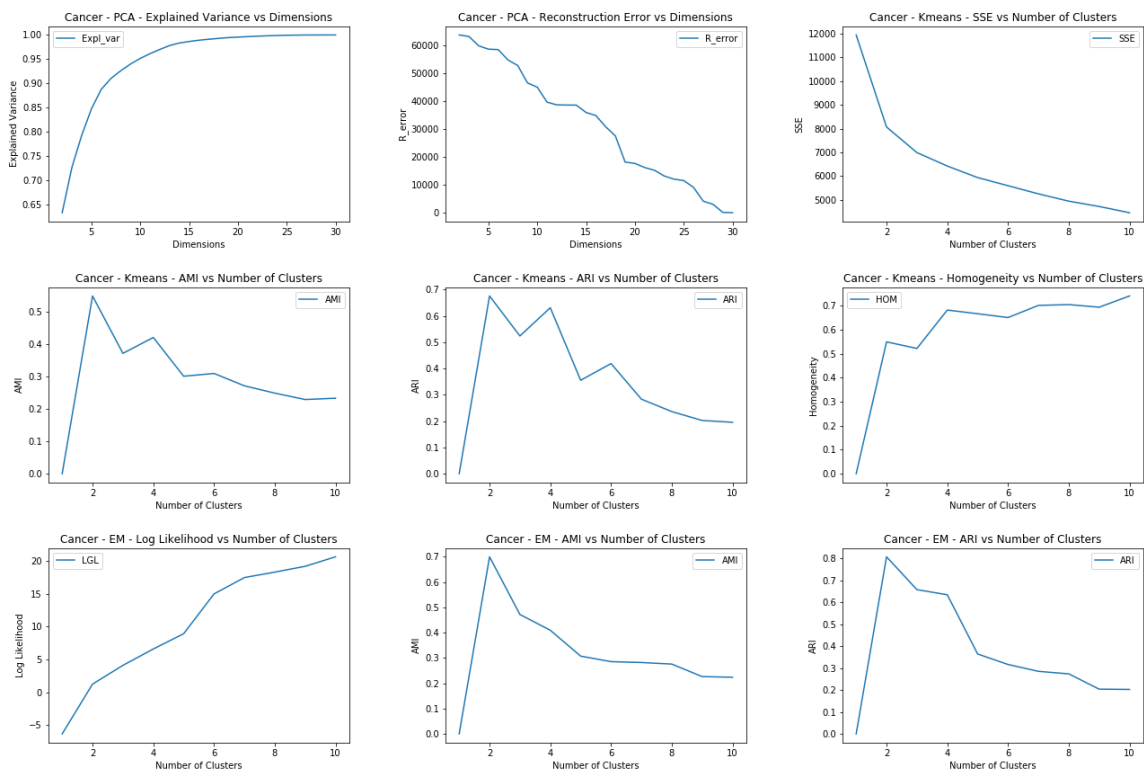 Cancer - PCA - Explained Variance vs Dimensions
Expl_var
Explained Variance
1.00
0.95
0.90
0.85
0.80
0.75
0.70
0.65
5 10 15 20 25 30
Dimensions
Cancer - PCA - Reconstruction Error vs Dimensions
R_error
R_error
60000
50000
40000
30000
20000
10000
0
5 10 15 20 25 30
Dimensions
Cancer - Kmeans - SSE vs Number of Clusters
SSE
SSE
12000
11000
10000
9000
8000
7000
6000
5000
2 4 6 8 10
Number of Clusters
Cancer - Kmeans - AMI vs Number of Clusters
AMI
AMI
0.5
0.4
0.3
0.2
0.1
0.0
2 4 6 8 10
Number of Clusters
Cancer - Kmeans - ARI vs Number of Clusters
ARI
ARI
0.7
0.6
0.5
0.4
0.3
0.2
0.1
0.0
2 4 6 8 10
Number of Clusters
Cancer - Kmeans - Homogeneity vs Number of Clusters
HOM
Homogeneity
0.7
0.6
0.5
0.4
0.3
0.2
0.1
0.0
2 4 6 8 10
Number of Clusters
Cancer - EM - Log Likelihood vs Number of Clusters
LGL
Log Likelihood
20
15
10
5
0
−5
2 4 6 8 10
Number of Clusters
Cancer - EM - AMI vs Number of Clusters
AMI
AMI
0.7
0.6
0.5
0.4
0.3
0.2
0.1
0.0
2 4 6 8 10
Number of Clusters
Cancer - EM - ARI vs Number of Clusters
ARI
ARI
0.8
0.7
0.6
0.5
0.4
0.3
0.2
0.1
0.0
2 4 6 8 10
Number of Clusters